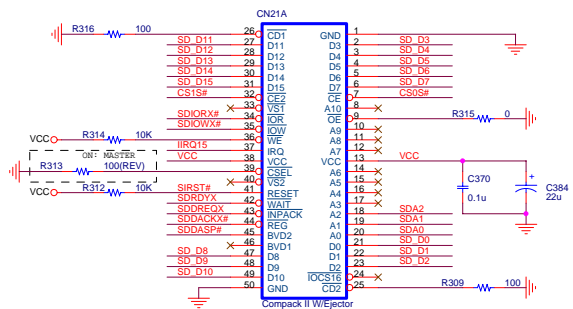 CN21A
R316 100 26 CD1 GND 1
SD_D11 27 D11 D3 2 SD_D3
SD_D12 28 D12 D4 3 SD_D4
SD_D13 29 D13 D5 4 SD_D5
SD_D14 30 D14 D6 5 SD_D6
SD_D15 31 D15 D7 6 SD_D7
CS1S# 32 CE2 CE 7 CS0S#
33 VS1 A10 8
SDIORX# 34 IOR OE 9 R315 0
SDIOWX# 35 IOW A9 10
VCC R314 10K 36 WE A8 11
IIRQ15 37 IRQ A7 12
ON: MASTER
VCC 38 VCC VCC 13 VCC
R313 100(REV) 39 CSEL A6 14
40 VS2 A5 15
VCC R312 10K SIRST# 41 RESET A4 16
SDRDYX 42 WAIT A3 17
C370 0.1u
+ C384 22u
SDDREQX 43 INPACK A2 18 SDA2
SDDACKX# 44 REG A1 19 SDA1
SDDASP# 45 BVD2 A0 20 SDA0
46 BVD1 D0 21 SD_D0
SD_D8 47 D8 D1 22 SD_D1
SD_D9 48 D9 D2 23 SD_D2
SD_D10 49 D10 IOCS16 24
50 GND CD2 25 R309 100
Compack II W/Ejector